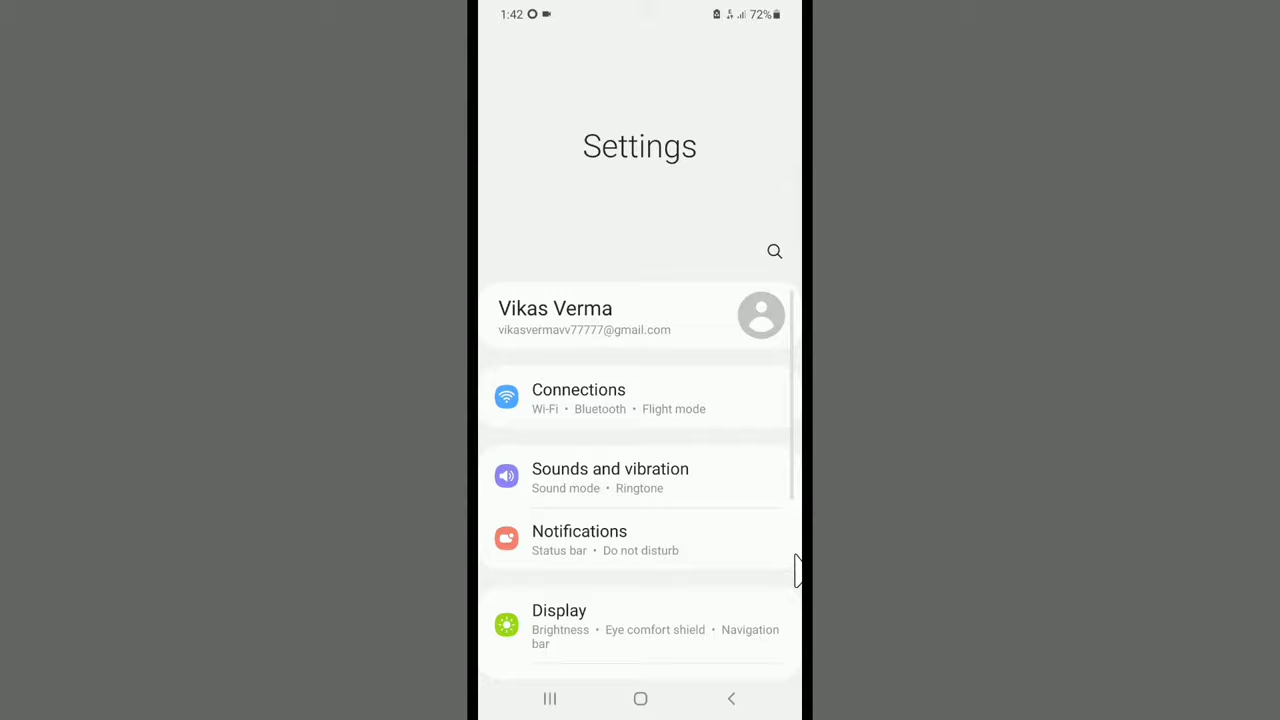 1:42 72%
Settings
Vikas Verma
vikasvermavv77777@gmail.com
Connections
Wi-Fi • Bluetooth • Flight mode
Sounds and vibration
Sound mode • Ringtone
Notifications
Status bar • Do not disturb
Display
Brightness • Eye comfort shield • Navigation
bar